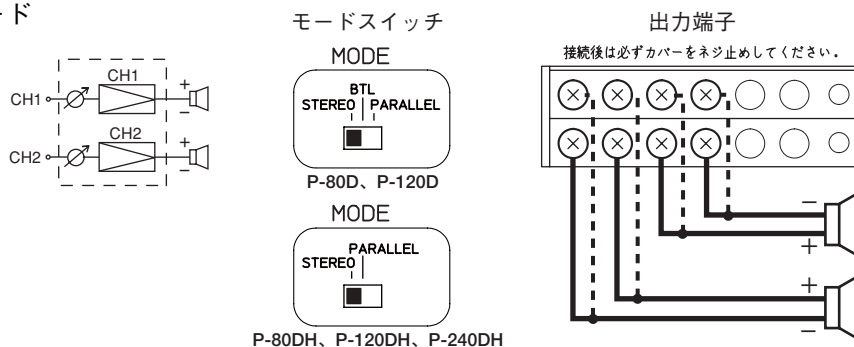 ード
CH1
CH1
+
−
CH2
CH2
+
−
モードスイッチ
MODE
BTL
STEREO PARALLEL
P-80D、P-120D
MODE
PARALLEL
STEREO
P-80DH、P-120DH、P-240DH
出力端子
接続後は必ずカバーをネジ止めしてください.
−
+
+
−